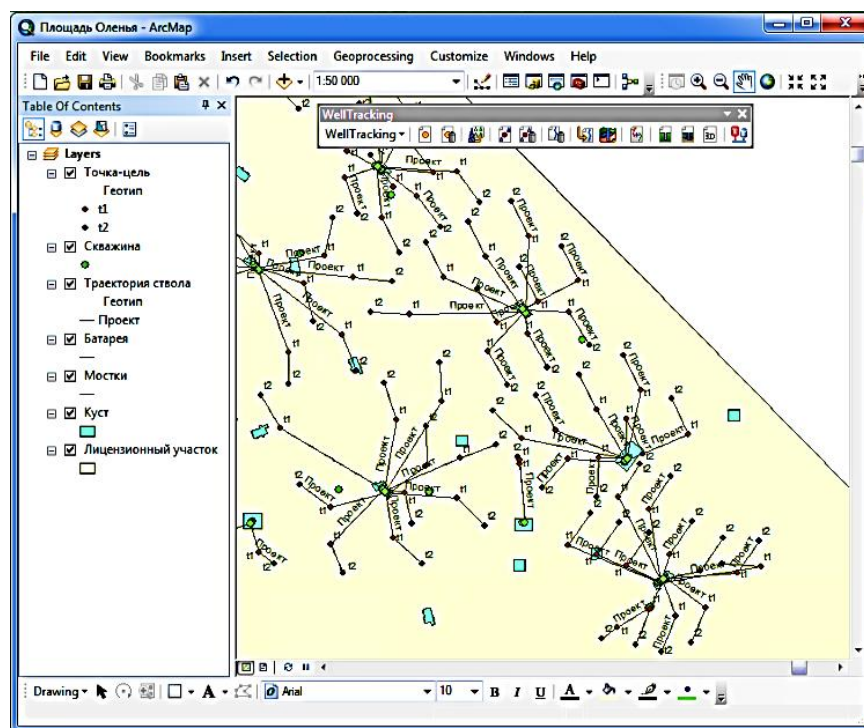 Площадь Оленья - ArcMap
File Edit View Bookmarks Insert Selection Geoprocessing Customize Windows Help
1:50 000
Table Of Contents
WellTracking
WellTracking
3D
Layers
Точка-цель
Геотип
t1
t2
Скважина
Траектория ствола
Геотип
Проект
Батарея
Мостки
Куст
Лицензионный участок
Проект
t1
t2
Drawing
A
Arial
10
B I U A